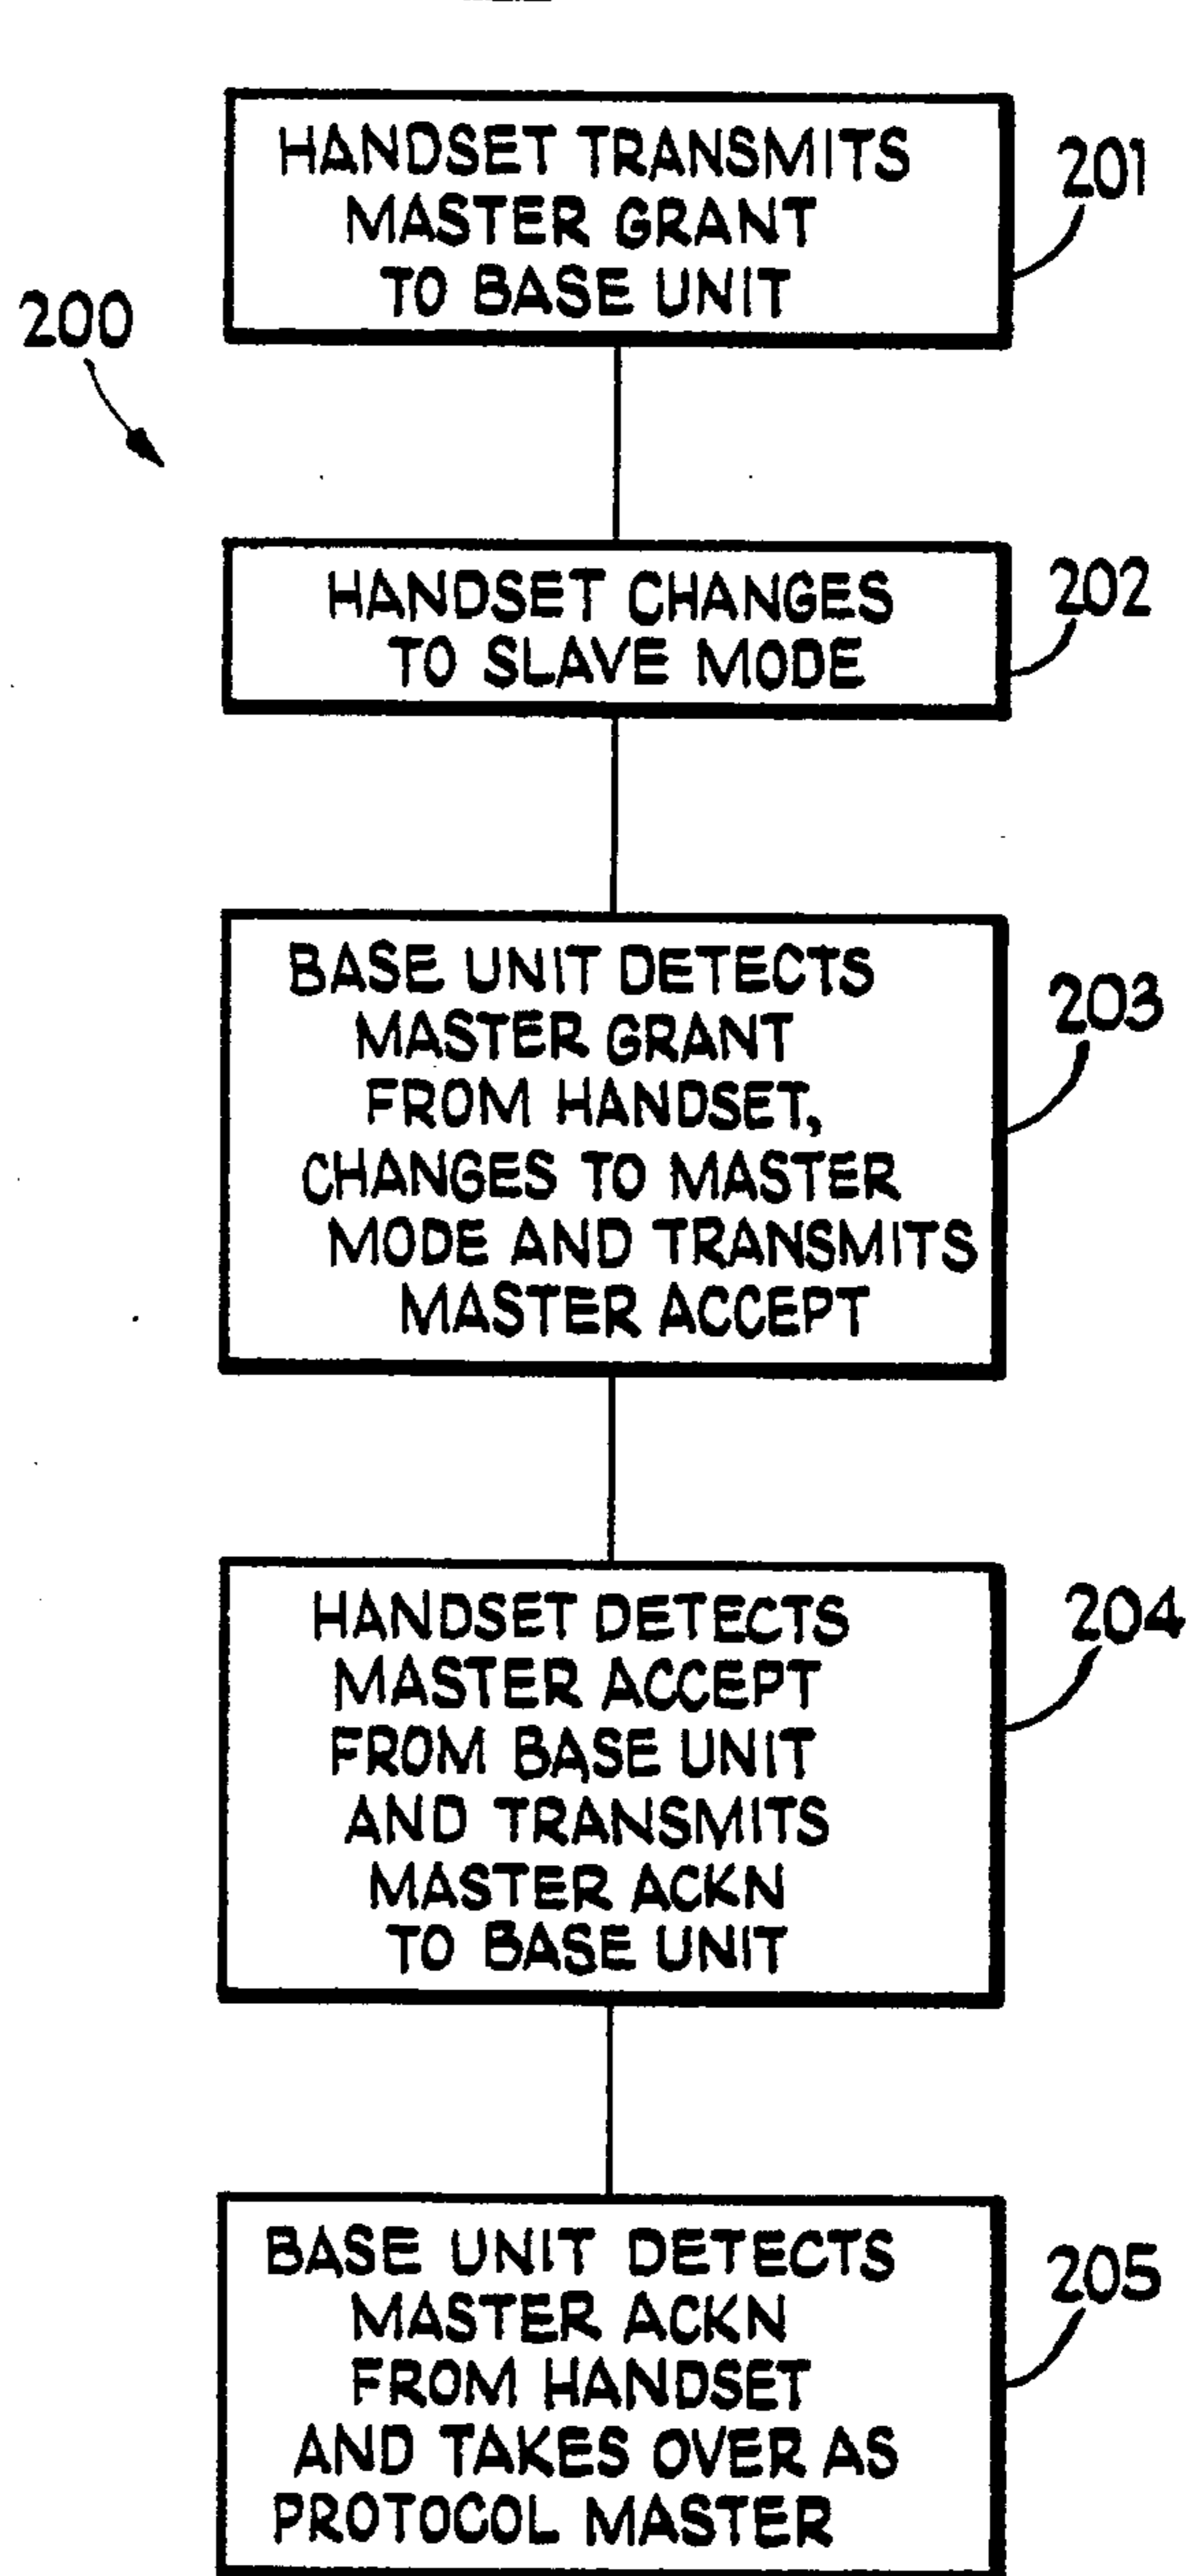 HANDSET TRANSMITS
MASTER GRANT
TO BASE UNIT
201
200
HANDSET CHANGES
TO SLAVE MODE
202
BASE UNIT DETECTS
MASTER GRANT
FROM HANDSET,
CHANGES TO MASTER
MODE AND TRANSMITS
MASTER ACCEPT
203
HANDSET DETECTS
MASTER ACCEPT
FROM BASE UNIT
AND TRANSMITS
MASTER ACKN
TO BASE UNIT
204
BASE UNIT DETECTS
MASTER ACKN
FROM HANDSET
AND TAKES OVER AS
PROTOCOL MASTER
205